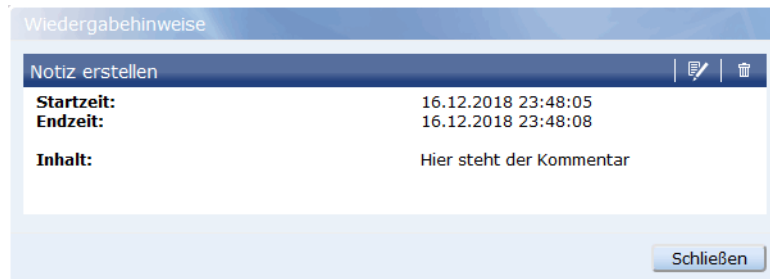 Wiedergabehinweise
Notiz erstellen
Startzeit: 16.12.2018 23:48:05
Endzeit: 16.12.2018 23:48:08
Inhalt: Hier steht der Kommentar
Schließen